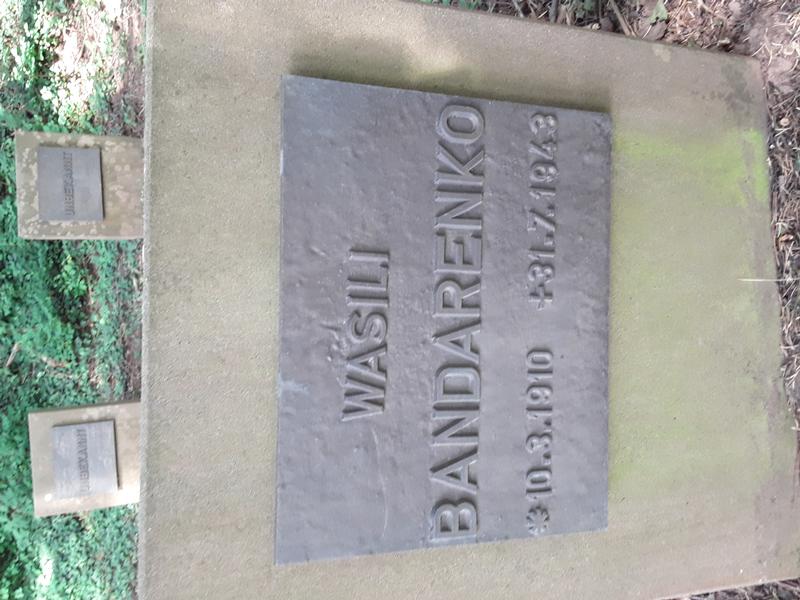 WASILI
BANDARENKO
* 10.3.1910 +31.7.1943
UNBEKANNT
UNBEKANNT